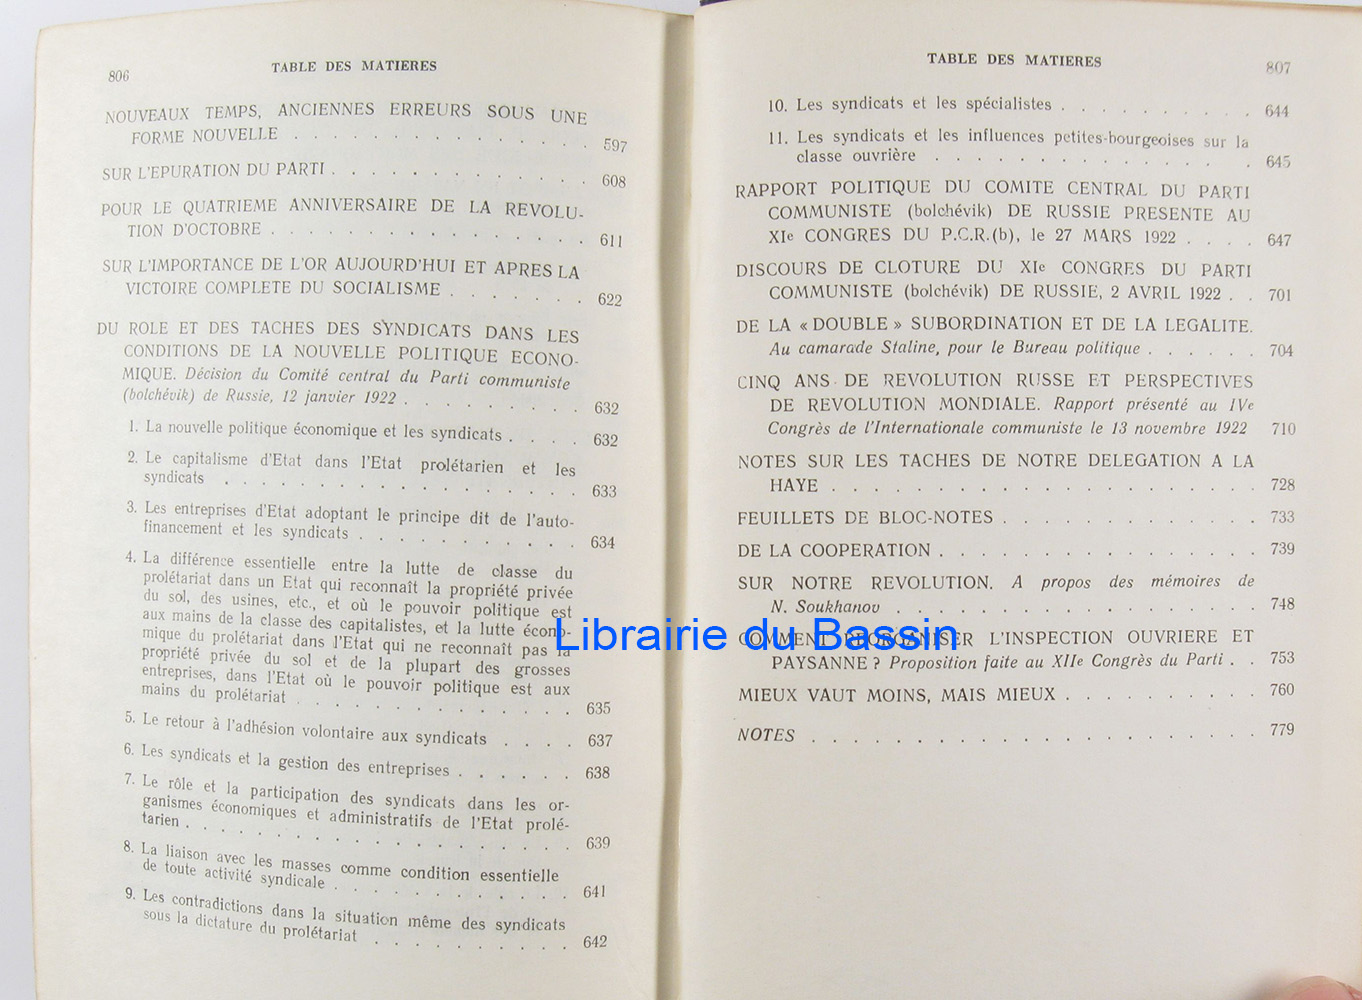 806
TABLE DES MATIERES
NOUVEAUX TEMPS, ANCIENNES ERREURS SOUS UNE
FORME NOUVELLE . . . . . . . . . . . . . . 597
SUR L'EPURATION DU PARTI . . . . . . . . . . . . . 608
POUR LE QUATRIEME ANNIVERSAIRE DE LA REVOLU-
TION D'OCTOBRE . . . . . . . . . . . . . . . 611
SUR L'IMPORTANCE DE L'OR AUJOURD'HUI ET APRES LA
VICTOIRE COMPLETE DU SOCIALISME . . . . . . . 622
DU ROLE ET DES TACHES DES SYNDICATS DANS LES
CONDITIONS DE LA NOUVELLE POLITIQUE ECONO-
MIQUE. Décision du Comité central du Parti communiste
(bolchévik) de Russie, 12 janvier 1922 . . . . . . . . . 632
1. La nouvelle politique économique et les syndicats . . . . 632
2. Le capitalisme d'Etat dans l'Etat prolétarien et les
syndicats . . . . . . . . . . . . . . . . 633
3. Les entreprises d'Etat adoptant le principe dit de l'auto-
financement et les syndicats . . . . . . . . . . . 634
4. La différence essentielle entre la lutte de classe du
prolétariat dans un Etat qui reconnaît la propriété privée
du sol, des usines, etc., et où le pouvoir politique est
aux mains de la classe des capitalistes, et la lutte écono-
mique du prolétariat dans l'Etat qui ne reconnaît pas la
propriété privée du sol et de la plupart des grosses
entreprises, dans l'Etat où le pouvoir politique est aux
mains du prolétariat . . . . . . . . . . . . . 635
5. Le retour à l'adhésion volontaire aux syndicats . . . . 637
6. Les syndicats et la gestion des entreprises . . . . . . 638
7. Le rôle et la participation des syndicats dans les or-
ganismes économiques et administratifs de l'Etat prolé-
tarien . . . . . . . . . . . . . . . . . . 639
8. La liaison avec les masses comme condition essentielle
de toute activité syndicale . . . . . . . . . . . . 641
9. Les contradictions dans la situation même des syndicats
sous la dictature du prolétariat . . . . . . . . . . 642
TABLE DES MATIERES
807
10. Les syndicats et les spécialistes . . . . . . . . . . 644
11. Les syndicats et les influences petites-bourgeoises sur la
classe ouvrière . . . . . . . . . . . . . . . 645
RAPPORT POLITIQUE DU COMITE CENTRAL DU PARTI
COMMUNISTE (bolchévik) DE RUSSIE PRESENTE AU
XIe CONGRES DU P.C.R.(b), le 27 MARS 1922 . . . . 647
DISCOURS DE CLOTURE DU XIe CONGRES DU PARTI
COMMUNISTE (bolchévik) DE RUSSIE, 2 AVRIL 1922 . . 701
DE LA « DOUBLE » SUBORDINATION ET DE LA LEGALITE.
Au camarade Staline, pour le Bureau politique . . . . . . 704
CINQ ANS DE REVOLUTION RUSSE ET PERSPECTIVES
DE REVOLUTION MONDIALE. Rapport présenté au IVe
Congrès de l'Internationale communiste le 13 novembre 1922 710
NOTES SUR LES TACHES DE NOTRE DELEGATION A LA
HAYE . . . . . . . . . . . . . . . . . . . . 728
FEUILLETS DE BLOC-NOTES . . . . . . . . . . . . 733
DE LA COOPERATION . . . . . . . . . . . . . . . 739
SUR NOTRE REVOLUTION. A propos des mémoires de
N. Soukhanov . . . . . . . . . . . . . . . . . 748
COMMENT REORGANISER L'INSPECTION OUVRIERE ET
PAYSANNE ? Proposition faite au XIIe Congrès du Parti . . 753
MIEUX VAUT MOINS, MAIS MIEUX . . . . . . . . . 760
NOTES . . . . . . . . . . . . . . . . . . . . . 779
Librairie du Bassin